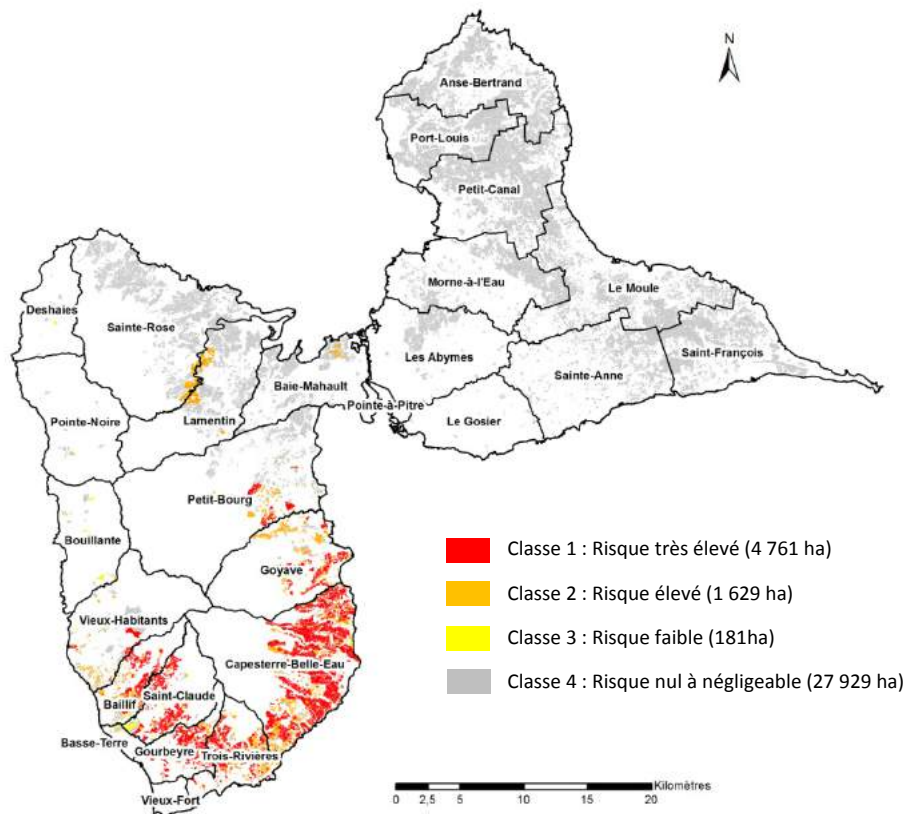 N
Anse-Bertrand
Port-Louis
Petit-Canal
Morne-à-l'Eau
Le Moule
Deshaies
Sainte-Rose
Les Abymes
Saint-François
Sainte-Anne
Baie-Mahault
Pointe-à-Pitre
Le Gosier
Pointe-Noire
Lamentin
Petit-Bourg
Bouillante
Goyave
Vieux-Habitants
Capesterre-Belle-Eau
Saint-Claude
Baillif
Basse-Terre
Gourbeyre
Trois-Rivières
Vieux-Fort
Classe 1 : Risque très élevé (4 761 ha)
Classe 2 : Risque élevé (1 629 ha)
Classe 3 : Risque faible (181ha)
Classe 4 : Risque nul à négligeable (27 929 ha)
Kilomètres
0 2,5 5 10 15 20